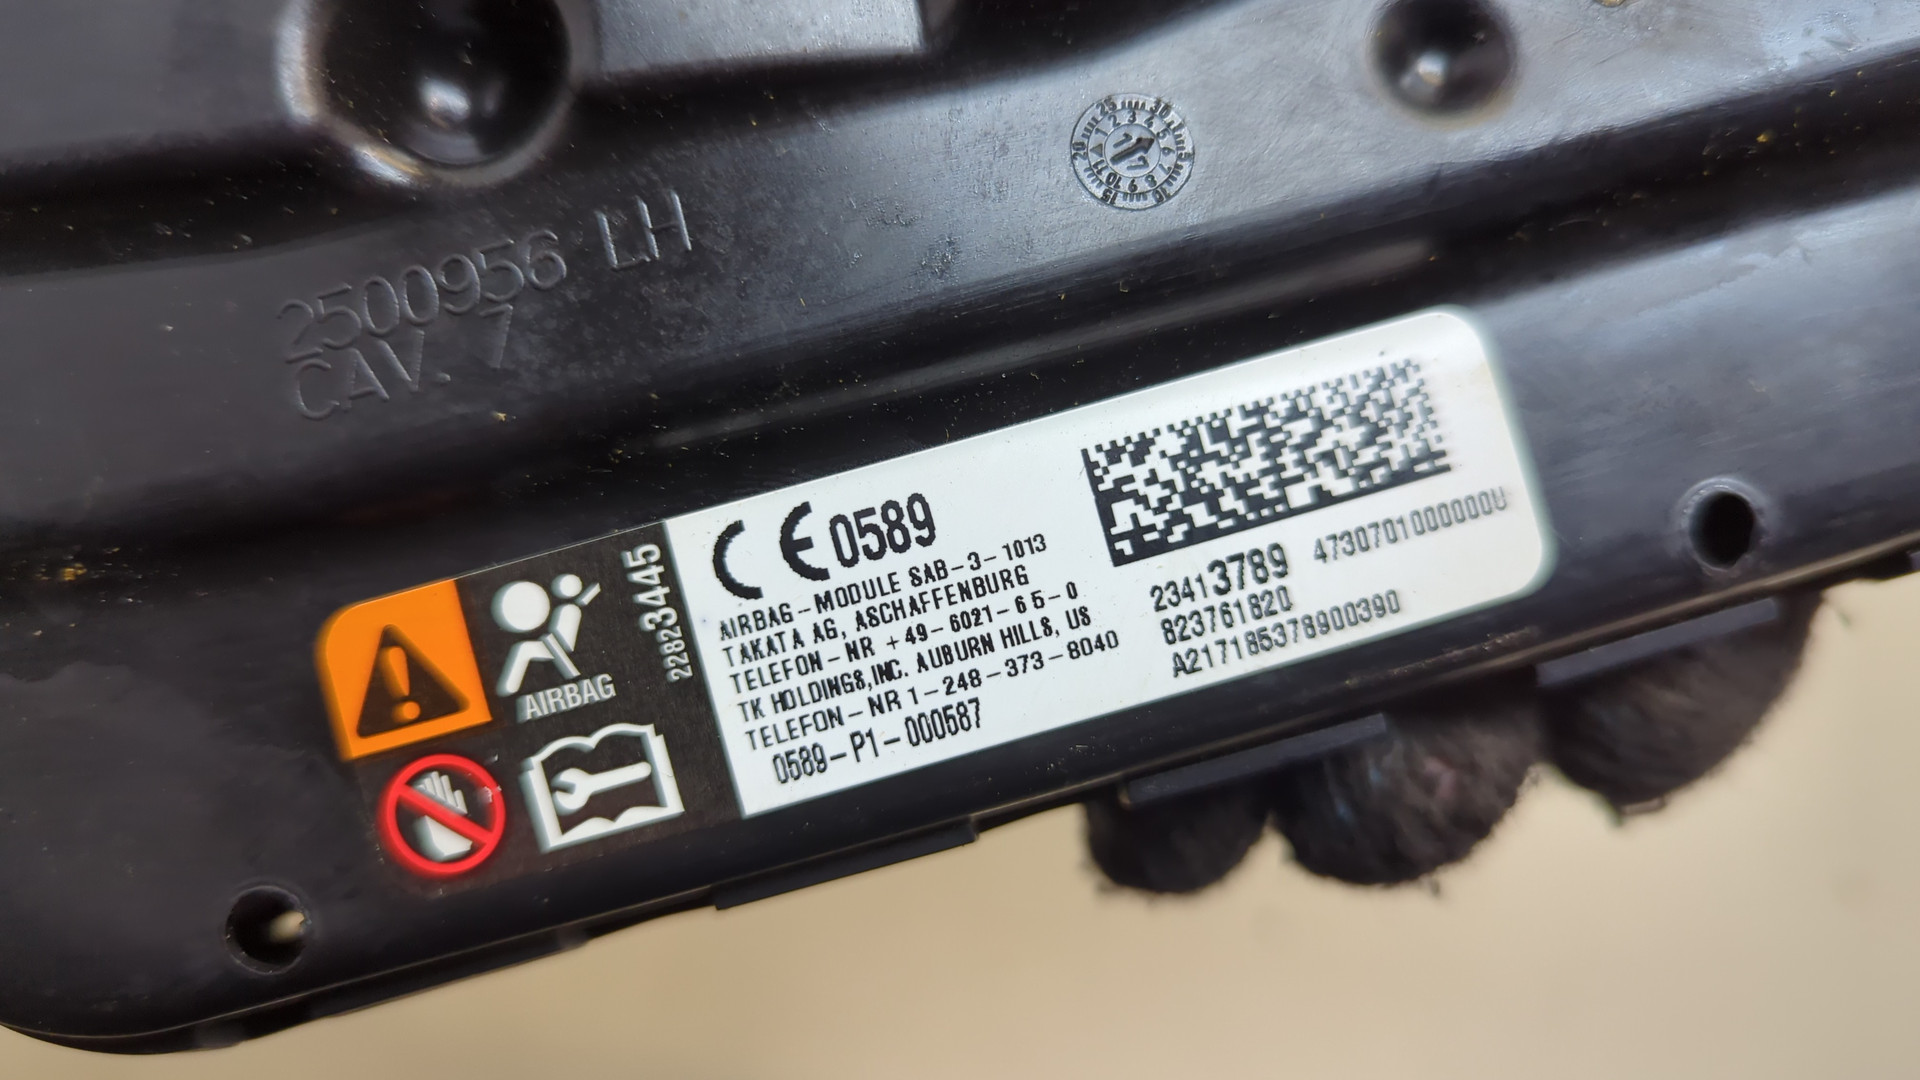 2500956 LH
CAV. 7
AIRBAG
22823445
CE 0589
AIRBAG-MODULE SAB-3-1013
TAKATA AG, ASCHAFFENBURG
TELEFON-NR +49-6021-65-0
TK HOLDINGS,INC. AUBURN HILLS, US
TELEFON-NR 1-248-373-8040
0589-P1-000587
23413789 4730701000000U
823761820
A217185378900390